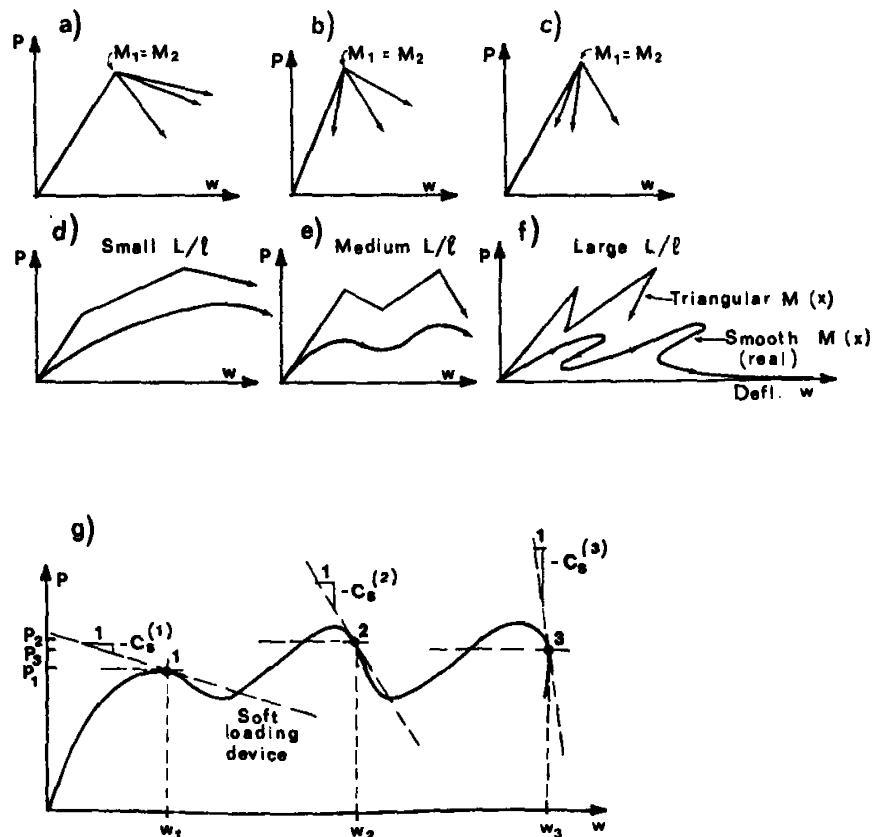 a)
P
M₁=M₂
w
b)
P
M₁=M₂
w
c)
P
M₁=M₂
w
d)
Small L/ℓ
P
w
e)
Medium L/ℓ
P
w
f)
Large L/ℓ
P
Triangular M (x)
Smooth M (x)
(real)
w
Defl. w
g)
P
P₂
P₃
P₁
1
-Cₛ⁽¹⁾
1
Soft
loading
device
1
-Cₛ⁽²⁾
2
1
-Cₛ⁽³⁾
3
w₁
w₂
w₃
w